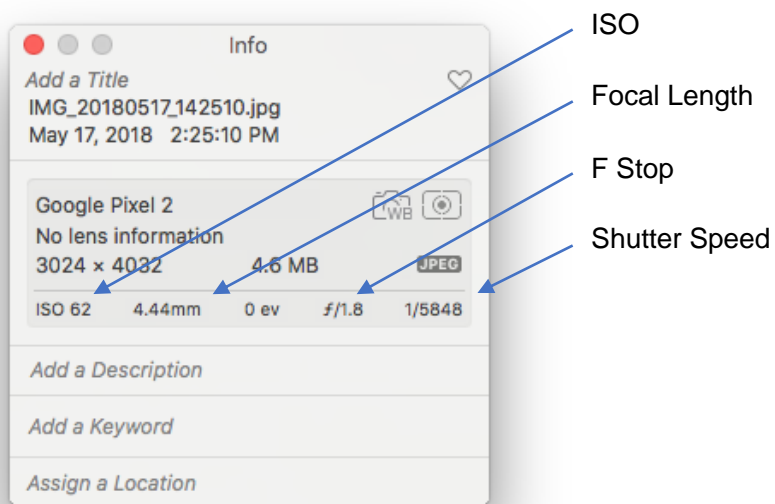 Info
Add a Title
IMG_20180517_142510.jpg
May 17, 2018 2:25:10 PM
Google Pixel 2
WB
No lens information
3024 × 4032 4.6 MB JPEG
ISO 62 4.44mm 0 ev ƒ/1.8 1/5848
Add a Description
Add a Keyword
Assign a Location
ISO
Focal Length
F Stop
Shutter Speed